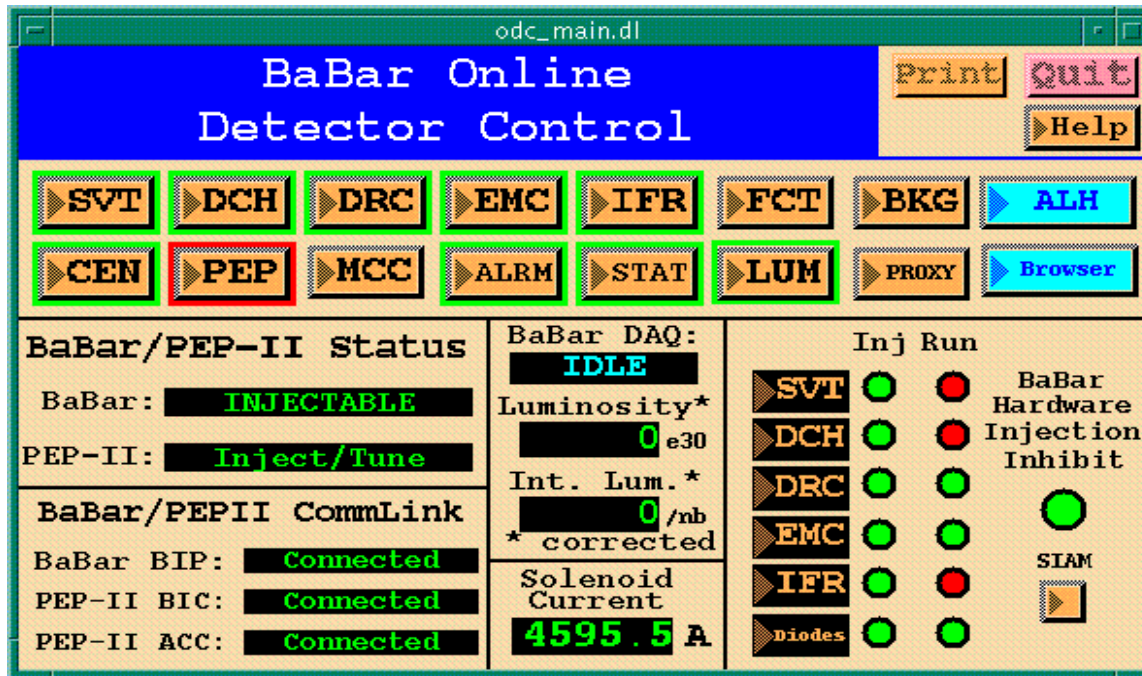 odc_main.dl
BaBar Online
Detector Control
Print Quit
Help
SVT DCH DRC EMC IFR FCT BKG ALH
CEN PEP MCC ALRM STAT LUM PROXY Browser
BaBar/PEP-II Status
BaBar: INJECTABLE
PEP-II: Inject/Tune
BaBar/PEPII CommLink
BaBar BIP: Connected
PEP-II BIC: Connected
PEP-II ACC: Connected
BaBar DAQ:
IDLE
Luminosity*
0 e30
Int. Lum.*
0 /nb
* corrected
Solenoid
Current
4595.5 A
Inj Run
SVT
DCH
DRC
EMC
IFR
Diodes
BaBar
Hardware
Injection
Inhibit
SIAM